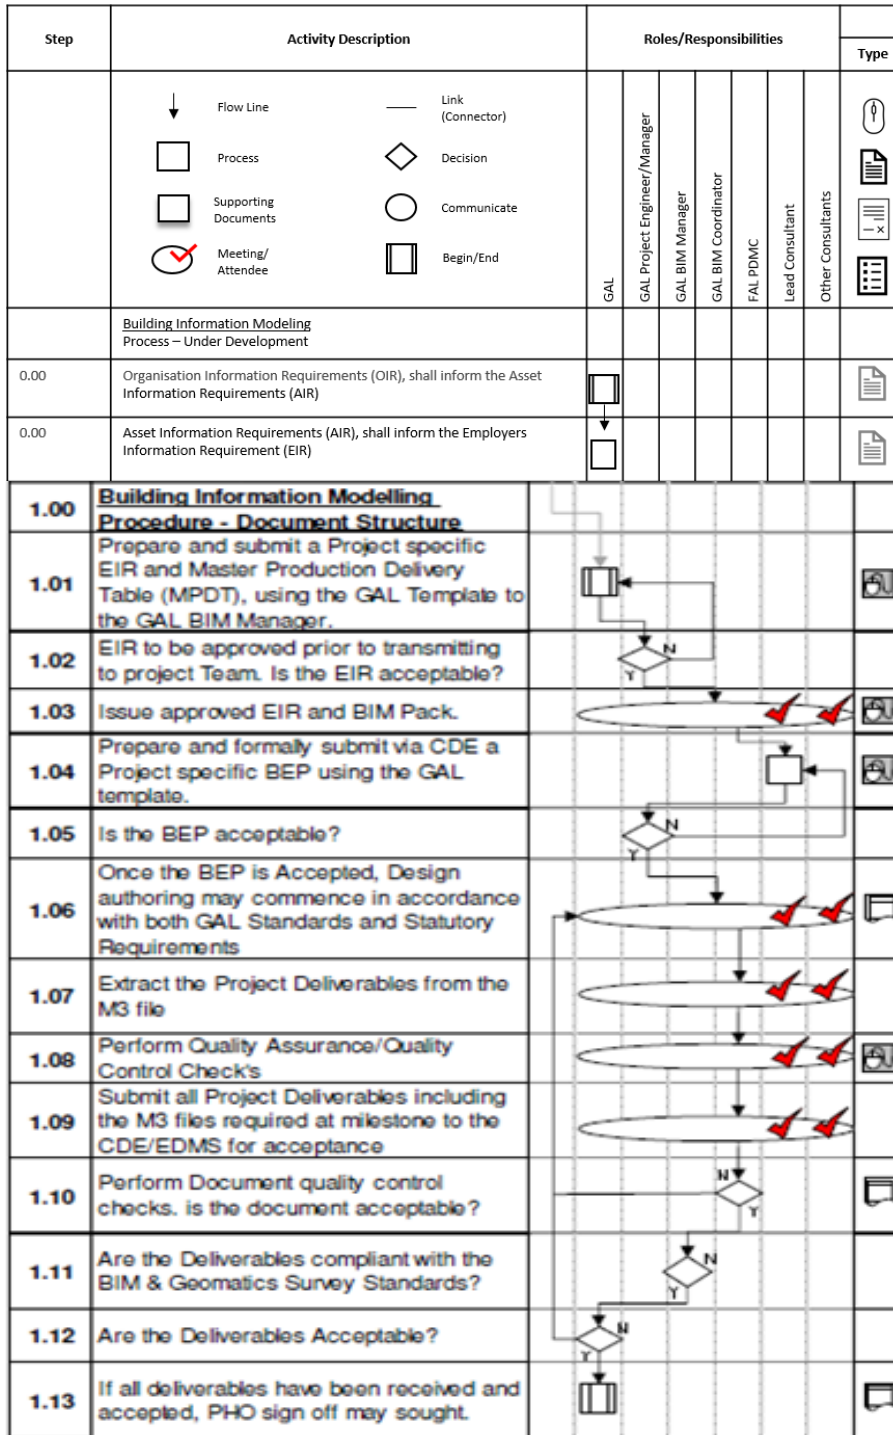 Step
Activity Description
Roles/Responsibilities
Type
Flow Line
Link
(Connector)
Process
Decision
Supporting
Documents
Communicate
Meeting/
Attendee
Begin/End
GAL
GAL Project Engineer/Manager
GAL BIM Manager
GAL BIM Coordinator
FAL PDMC
Lead Consultant
Other Consultants
Building Information Modeling
Process – Under Development
0.00
Organisation Information Requirements (OIR), shall inform the Asset
Information Requirements (AIR)
0.00
Asset Information Requirements (AIR), shall inform the Employers
Information Requirement (EIR)
1.00
Building Information Modelling
Procedure - Document Structure
1.01
Prepare and submit a Project specific
EIR and Master Production Delivery
Table (MPDT), using the GAL Template to
the GAL BIM Manager.
1.02
EIR to be approved prior to transmitting
to project Team. Is the EIR acceptable?
N
Y
1.03
Issue approved EIR and BIM Pack.
1.04
Prepare and formally submit via CDE a
Project specific BEP using the GAL
template.
1.05
Is the BEP acceptable?
N
Y
1.06
Once the BEP is Accepted, Design
authoring may commence in accordance
with both GAL Standards and Statutory
Requirements
1.07
Extract the Project Deliverables from the
M3 file
1.08
Perform Quality Assurance/Quality
Control Check's
1.09
Submit all Project Deliverables including
the M3 files required at milestone to the
CDE/EDMS for acceptance
1.10
Perform Document quality control
checks. is the document acceptable?
N
Y
1.11
Are the Deliverables compliant with the
BIM & Geomatics Survey Standards?
N
Y
1.12
Are the Deliverables Acceptable?
N
Y
1.13
If all deliverables have been received and
accepted, PHO sign off may sought.